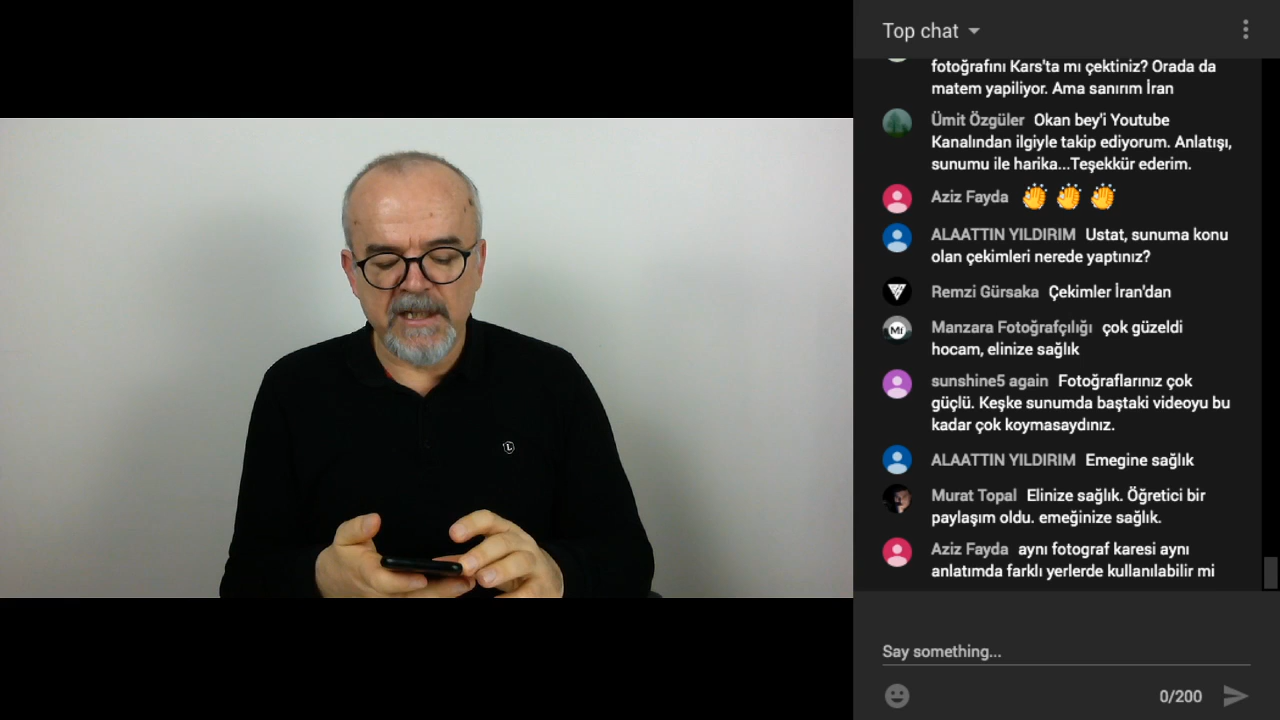 Top chat
fotoğrafını Kars'ta mı çektiniz? Orada da
matem yapiliyor. Ama sanırım İran
Ümit Özgüler Okan bey'i Youtube
Kanalından ilgiyle takip ediyorum. Anlatışı,
sunumu ile harika...Teşekkür ederim.
Aziz Fayda
ALAATTIN YILDIRIM Ustat, sunuma konu
olan çekimleri nerede yaptınız?
Remzi Gürsaka Çekimler İran'dan
Mf
Manzara Fotoğrafçılığı çok güzeldi
hocam, elinize sağlık
sunshine5 again Fotoğraflarınız çok
güçlü. Keşke sunumda baştaki videoyu bu
kadar çok koymasaydınız.
ALAATTIN YILDIRIM Emegine sağlık
Murat Topal Elinize sağlık. Öğretici bir
paylaşım oldu. emeğinize sağlık.
Aziz Fayda aynı fotograf karesi aynı
anlatımda farklı yerlerde kullanılabilir mi
L
Say something...
0/200